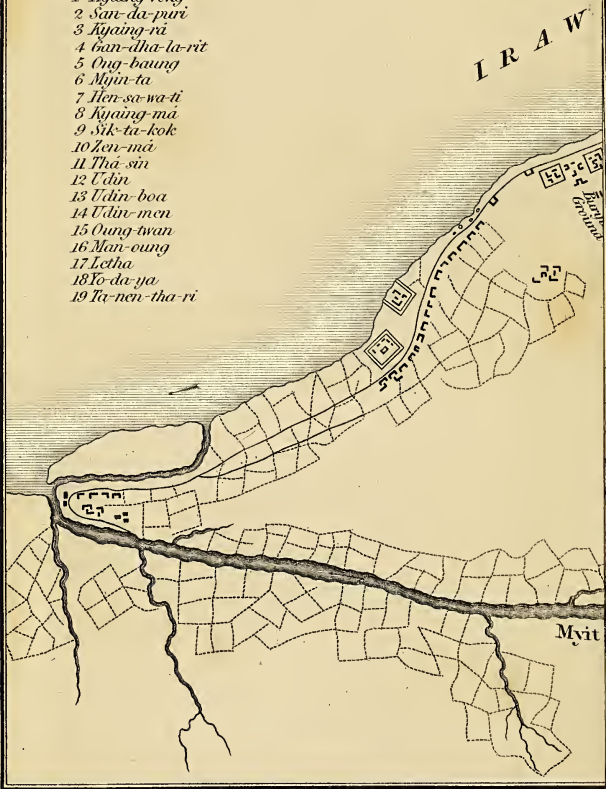 2 San-da-puri
3 Kyaing-rá
4 Gan-dha-la-rit
5 Ong-baung
6 Myin-ta
7 Hen-sa-wa-ti
8 Kyaing-má
9 Sik-ta-kok
10 Zen-má
11 Thá-sin
12 Udin
13 Udin-boa
14 Udin-men
15 Oung-twan
16 Man-oung
17 Letha
18 Yo-da-ya
19 Ta-nen-tha-ri
IRAW
Ground
Myit